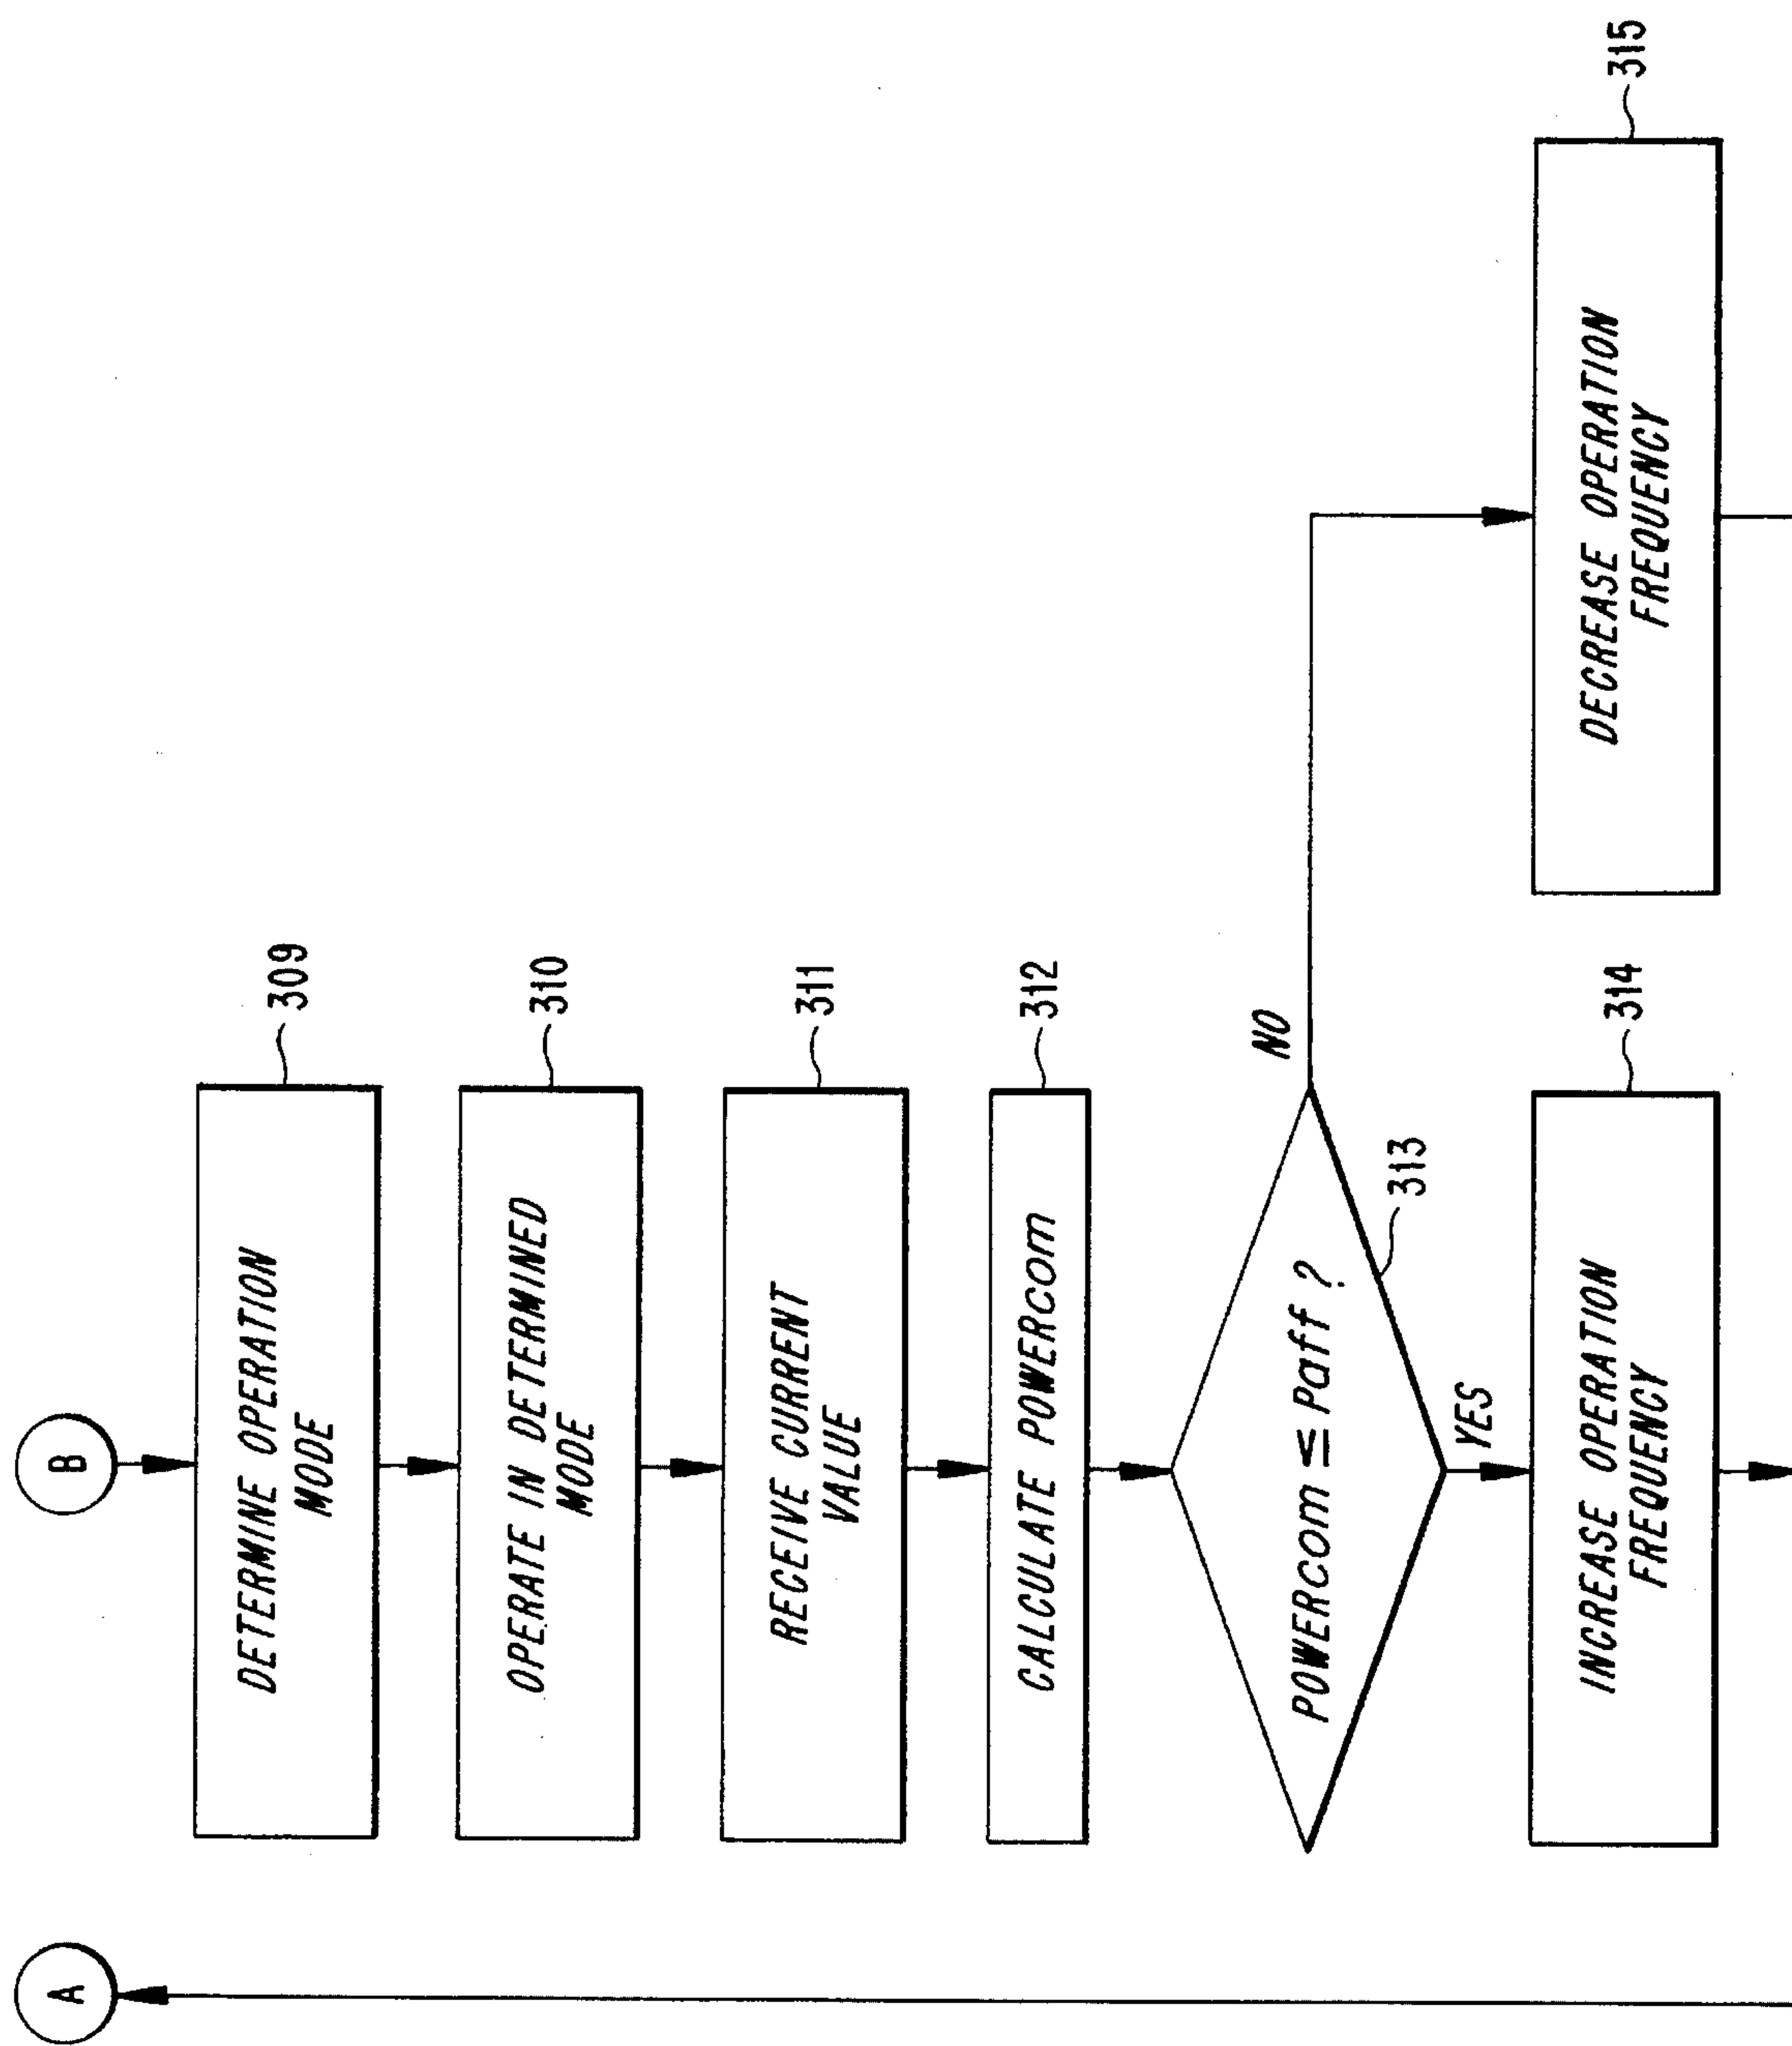 A
B
DETERMINE OPERATION
MODE
309
OPERATE IN DETERMINED
MODE
310
RECEIVE CURRENT
VALUE
311
CALCULATE POWERcom
312
POWERcom ≤ Paff ?
313
NO
YES
INCREASE OPERATION
FREQUENCY
314
DECREASE OPERATION
FREQUENCY
315